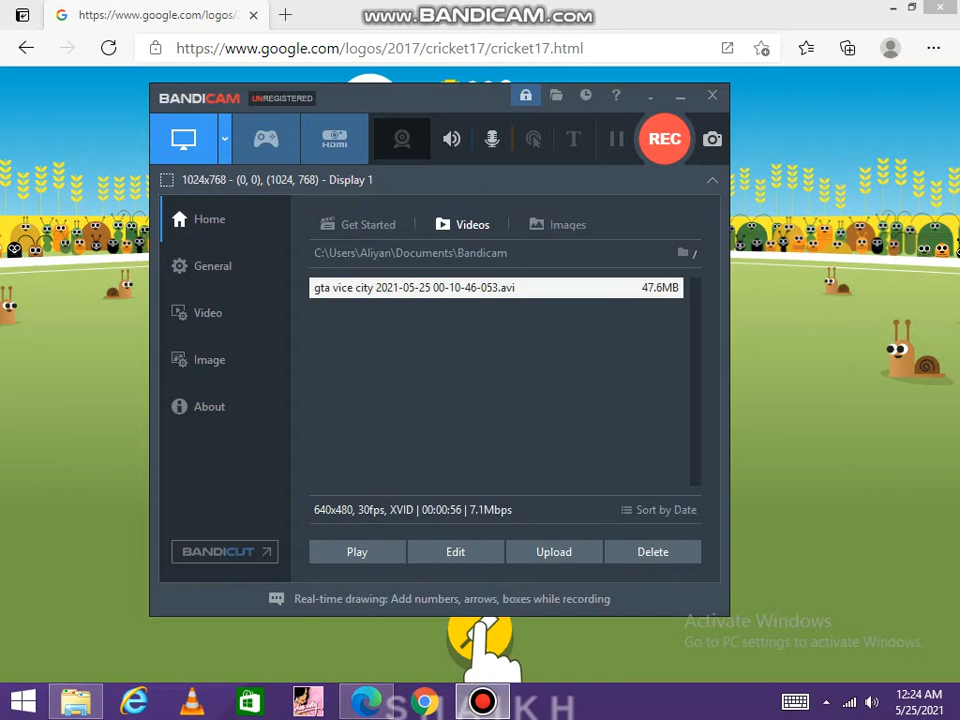 https://www.google.com/logos/
www.BANDICAM.com
https://www.google.com/logos/2017/cricket17/cricket17.html
BANDICAM UNREGISTERED
HDMI
REC
1024x768 - (0, 0), (1024, 768) - Display 1
Home
General
Video
Image
About
BANDICUT
Get Started
Videos
Images
C:\Users\Aliyan\Documents\Bandicam
/
gta vice city 2021-05-25 00-10-46-053.avi 47.6MB
640x480, 30fps, XVID | 00:00:56 | 7.1Mbps
Sort by Date
Play
Edit
Upload
Delete
Real-time drawing: Add numbers, arrows, boxes while recording
Activate Windows
Go to PC settings to activate Windows.
SHAIKH
12:24 AM
5/25/2021